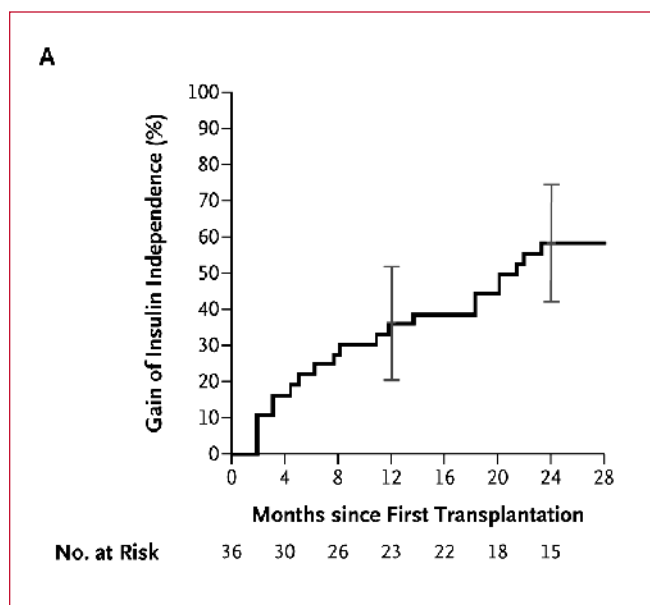 A
100
90
80
70
60
50
40
30
20
10
0
Gain of Insulin Independence (%)
0 4 8 12 16 20 24 28
Months since First Transplantation
No. at Risk 36 30 26 23 22 18 15